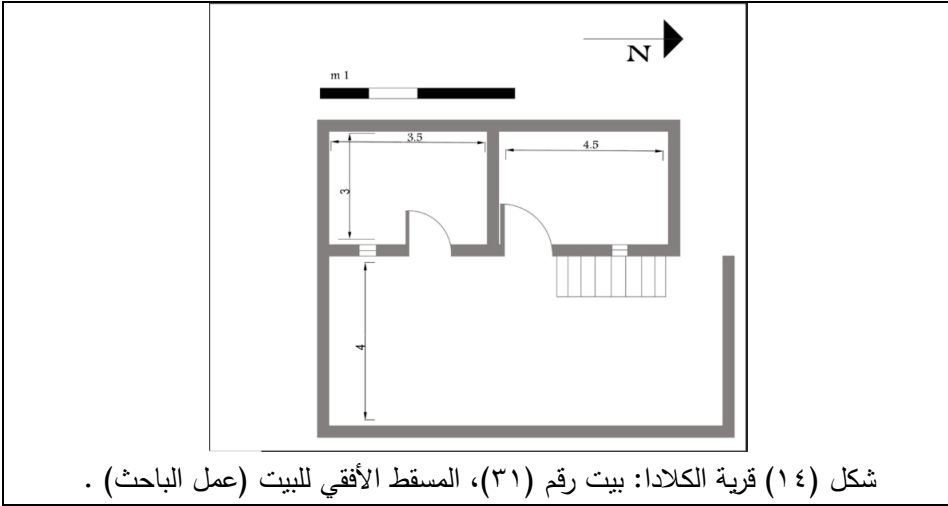 N
m 1
3.5
4.5
3
4
شكل (١٤) قرية الكلادا: بيت رقم (٣١)، المسقط الأفقي للبيت (عمل الباحث) .